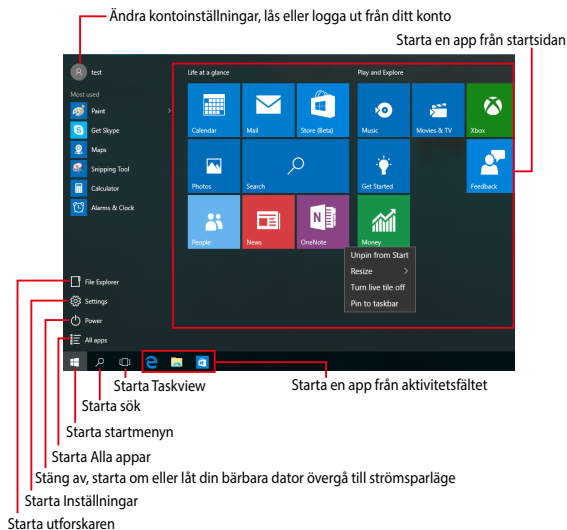 Ändra kontoinställningar, lås eller logga ut från ditt konto
Starta en app från startsidan
test
Life at a glance
Play and Explore
Most used
Paint
Get Skype
Maps
Snipping Tool
Calculator
Alarms & Clock
Calendar
Mail
Store (Beta)
Music
Movies & TV
Xbox
Photos
Search
Get Started
Feedback
People
News
OneNote
Money
Unpin from Start
Resize
Turn live tile off
Pin to taskbar
File Explorer
Settings
Power
All apps
Starta Taskview
Starta en app från aktivitetsfältet
Starta sök
Starta startmenyn
Starta Alla appar
Stäng av, starta om eller låt din bärbara dator övergå till strömsparläge
Starta Inställningar
Starta utforskaren